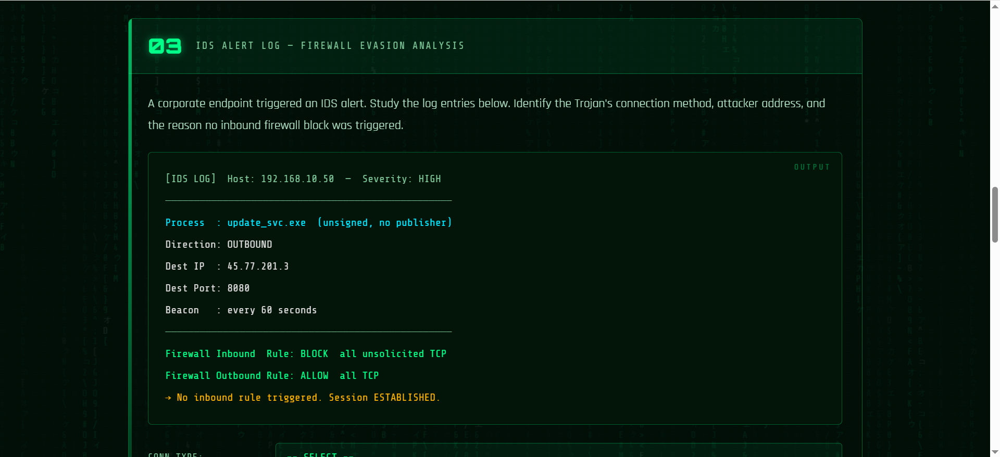 03 IDS ALERT LOG — FIREWALL EVASION ANALYSIS
A corporate endpoint triggered an IDS alert. Study the log entries below. Identify the Trojan's connection method, attacker address, and
the reason no inbound firewall block was triggered.
OUTPUT
[IDS LOG]  Host: 192.168.10.50  —  Severity: HIGH
Process  : update_svc.exe  (unsigned, no publisher)
Direction: OUTBOUND
Dest IP  : 45.77.201.3
Dest Port: 8080
Beacon   : every 60 seconds
Firewall Inbound  Rule: BLOCK  all unsolicited TCP
Firewall Outbound Rule: ALLOW  all TCP
→ No inbound rule triggered. Session ESTABLISHED.
CONN TYPE: -- SELECT --